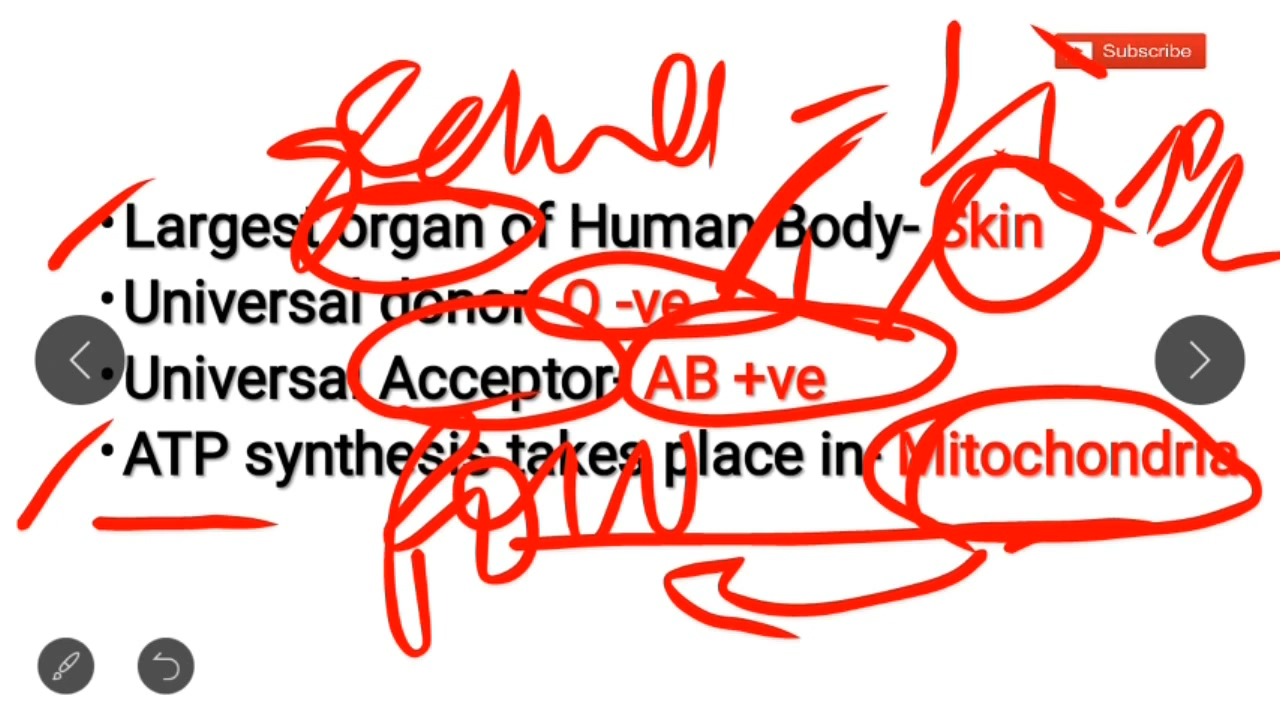 Subscribe
• Largest organ of Human Body- Skin
• Universal donor- O -ve
• Universal Acceptor- AB +ve
• ATP synthesis takes place in- Mitochondria